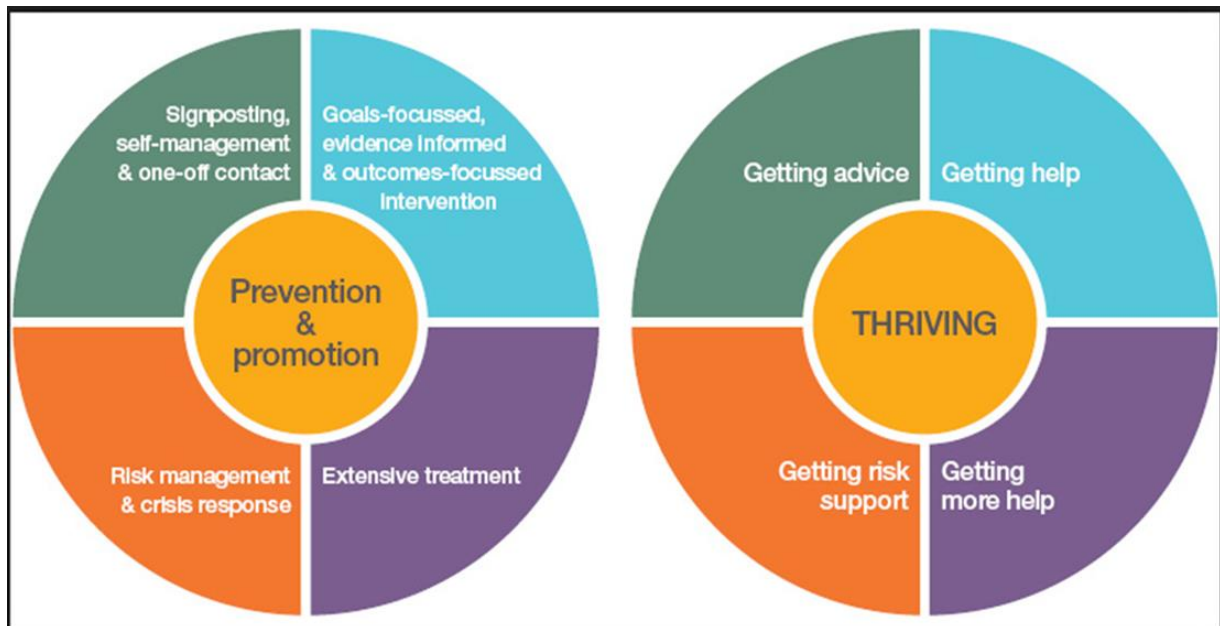 Signposting,
self-management
& one-off contact
Goals-focussed,
evidence informed
& outcomes-focussed
intervention
Prevention
&
promotion
Risk management
& crisis response
Extensive treatment
Getting advice
Getting help
THRIVING
Getting risk
support
Getting
more help